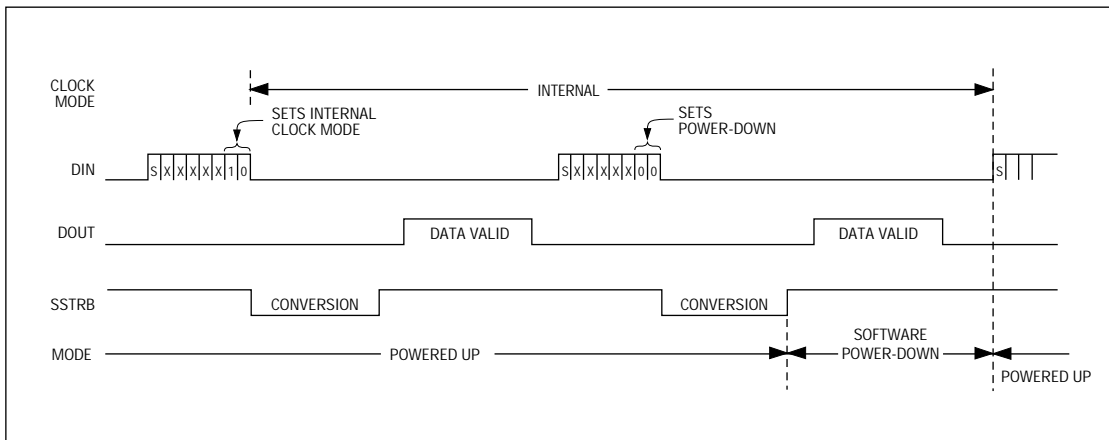 CLOCK
MODE
INTERNAL
SETS INTERNAL
CLOCK MODE
SETS
POWER-DOWN
DIN
S X X X X X 1 0
S X X X X X 0 0
S
DOUT
DATA VALID
DATA VALID
SSTRB
CONVERSION
CONVERSION
MODE
POWERED UP
SOFTWARE
POWER-DOWN
POWERED UP